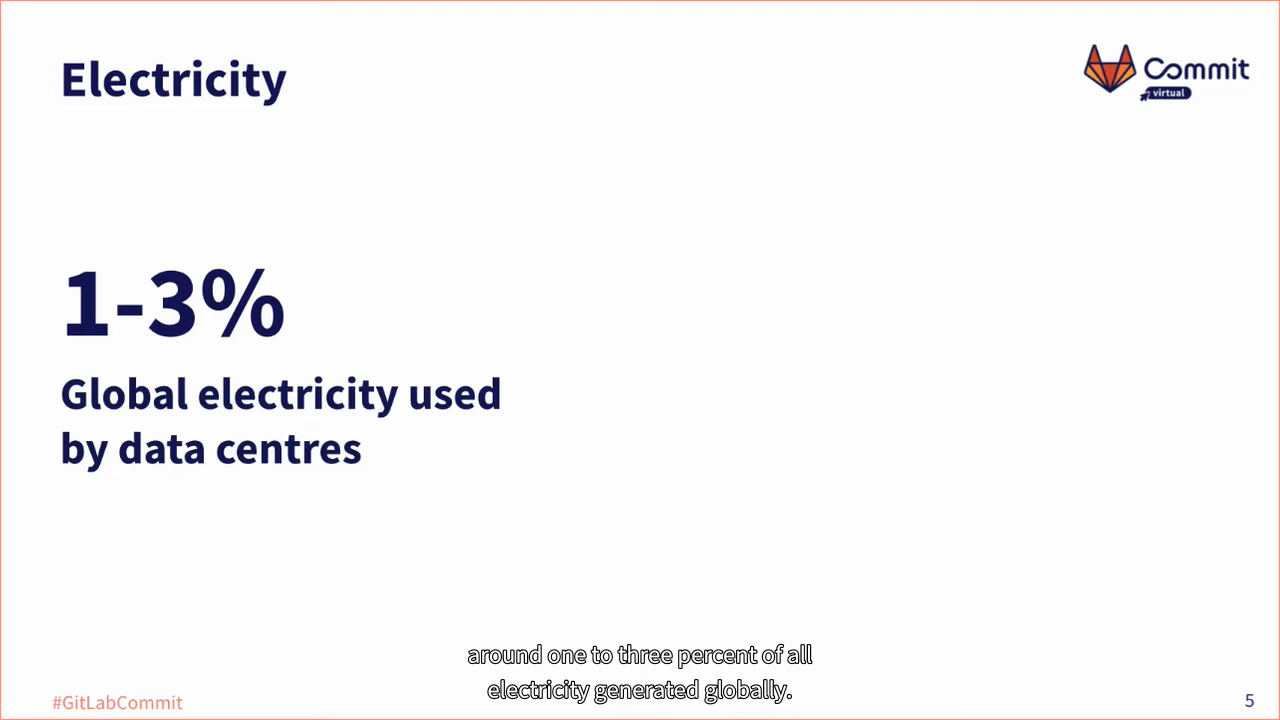 Electricity
Commit
virtual
1-3%
Global electricity used
by data centres
around one to three percent of all
electricity generated globally.
#GitLabCommit
5